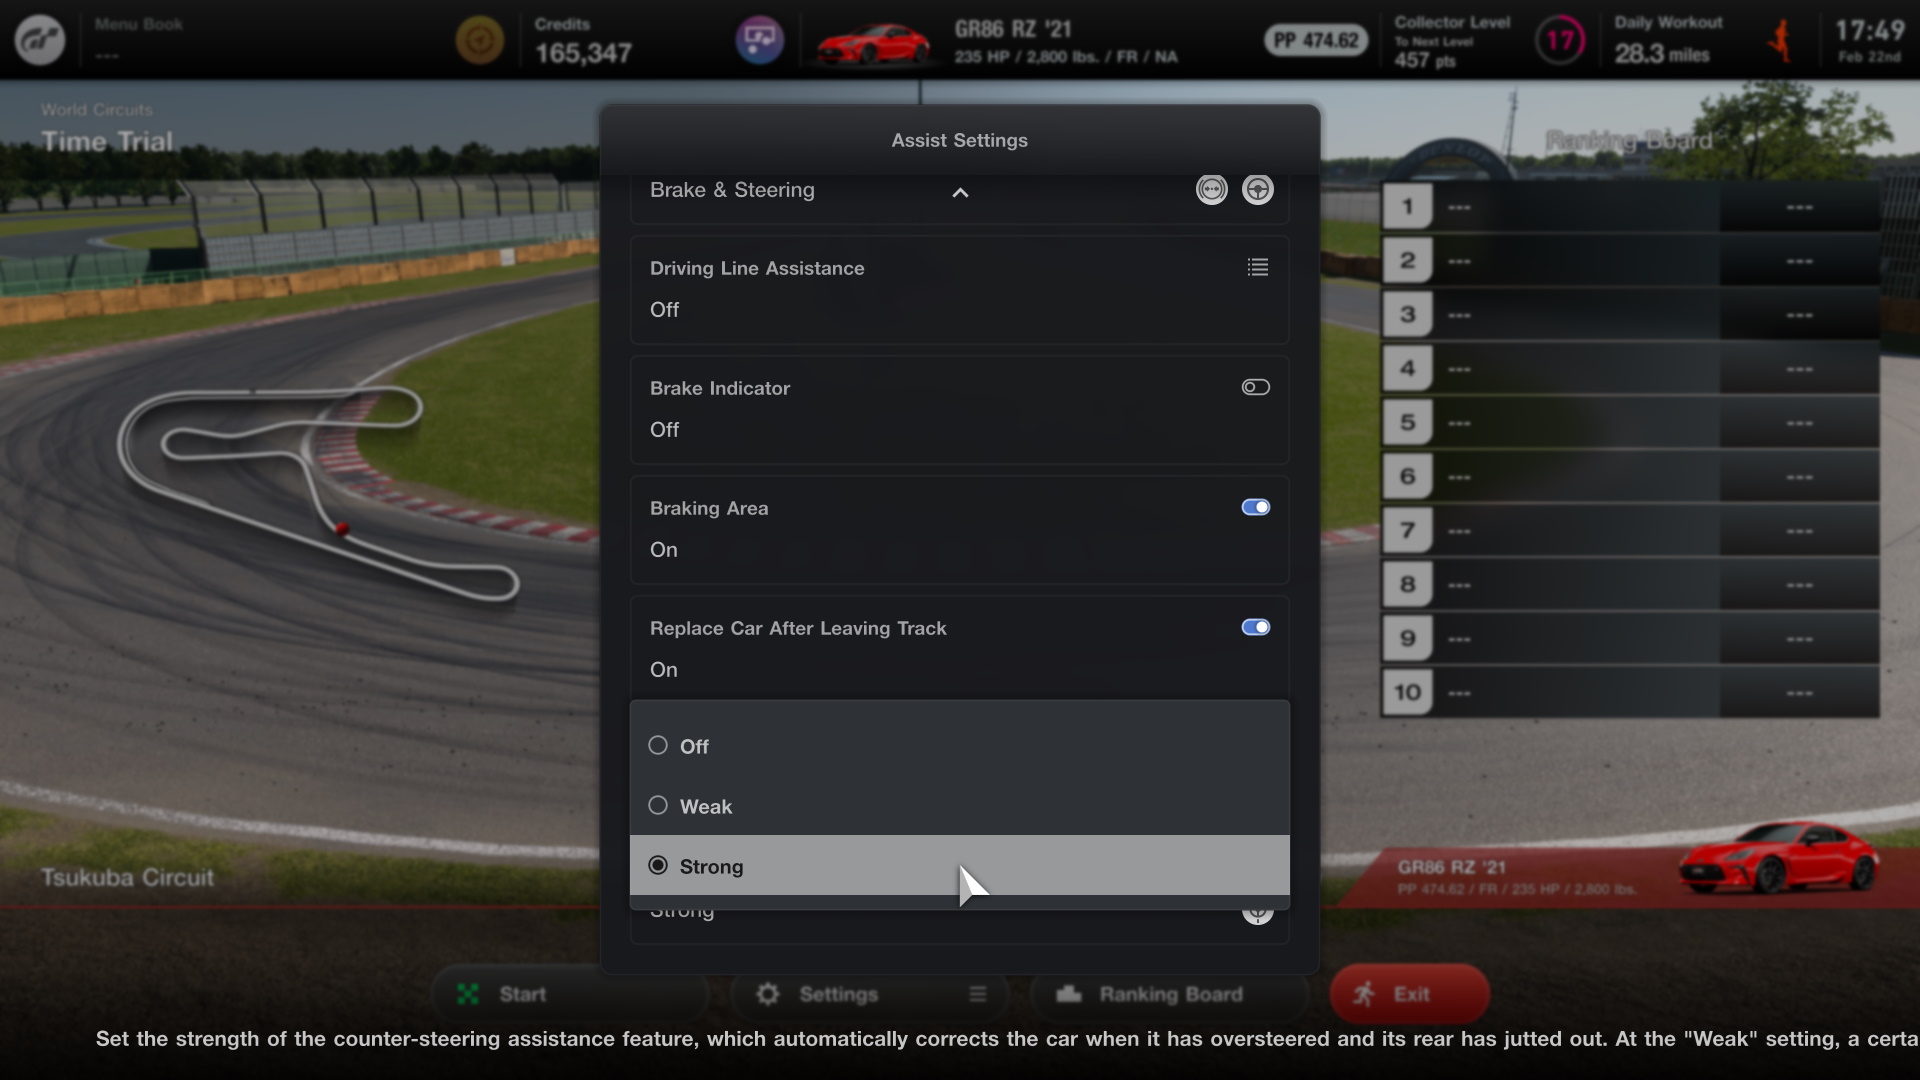 Menu Book
---
Credits
165,347
GR86 RZ '21
235 HP / 2,800 lbs. / FR / NA
PP 474.62
Collector Level
To Next Level
457 pts
17
Daily Workout
28.3 miles
17:49
Feb 22nd
World Circuits
Time Trial
Assist Settings
Ranking Board
Brake & Steering
Driving Line Assistance
Off
Brake Indicator
Off
Braking Area
On
Replace Car After Leaving Track
On
Off
Weak
Strong
Strong
1 --- ---
2 --- ---
3 --- ---
4 --- ---
5 --- ---
6 --- ---
7 --- ---
8 --- ---
9 --- ---
10 --- ---
Tsukuba Circuit
GR86 RZ '21
PP 474.62 / FR / 235 HP / 2,800 lbs.
Start
Settings
Ranking Board
Exit
Set the strength of the counter-steering assistance feature, which automatically corrects the car when it has oversteered and its rear has jutted out. At the "Weak" setting, a certa